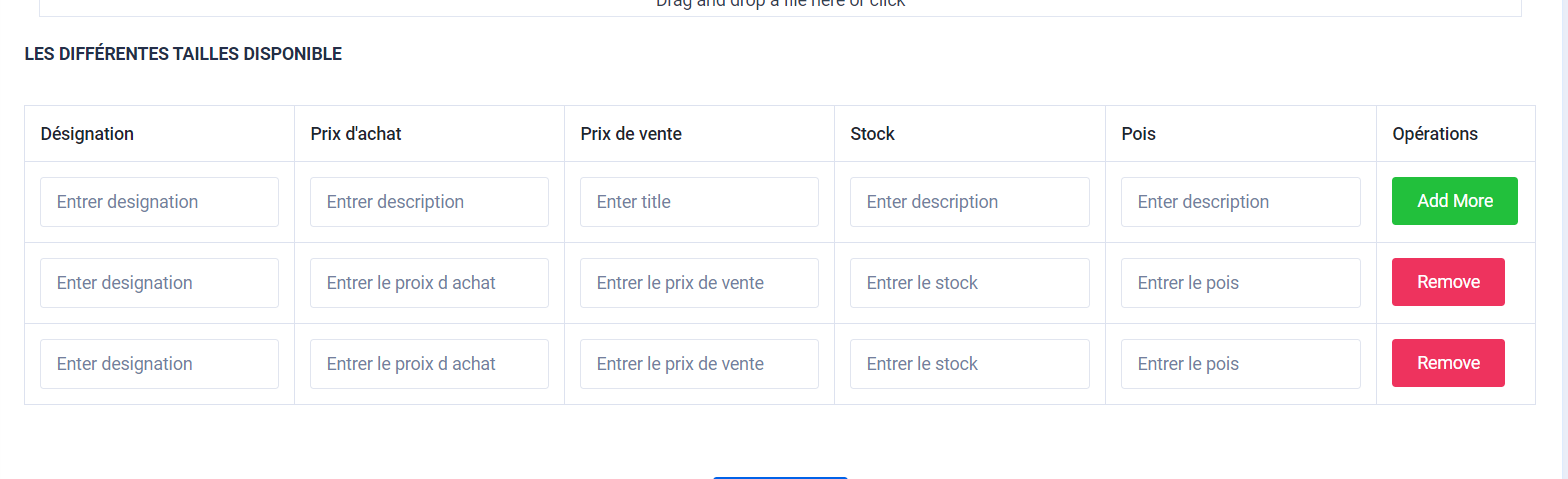 Drag and drop a file here or click
LES DIFFÉRENTES TAILLES DISPONIBLE
Désignation Prix d'achat Prix de vente Stock Pois Opérations
Entrer designation Entrer description Enter title Enter description Enter description Add More
Enter designation Entrer le proix d achat Entrer le prix de vente Entrer le stock Entrer le pois Remove
Enter designation Entrer le proix d achat Entrer le prix de vente Entrer le stock Entrer le pois Remove